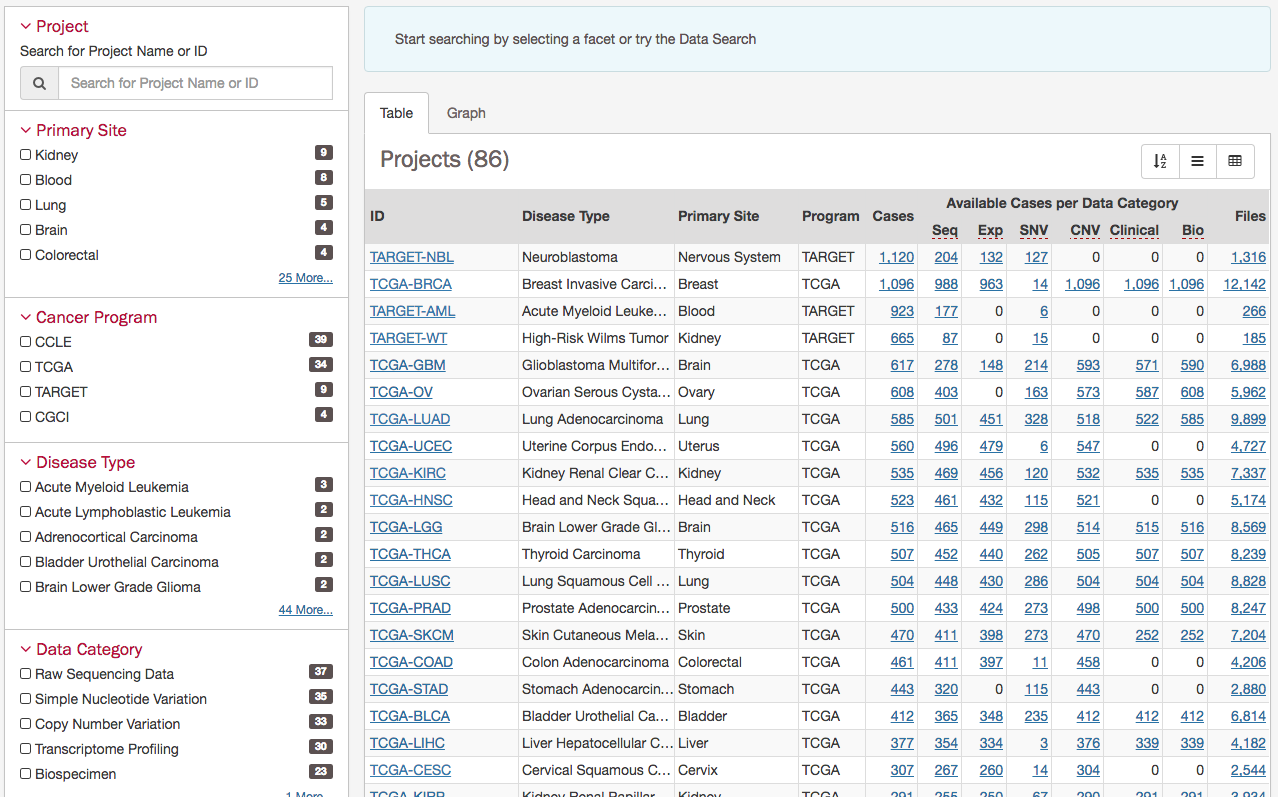 Project
Search for Project Name or ID
Search for Project Name or ID
Primary Site
Kidney 9
Blood 8
Lung 5
Brain 4
Colorectal 4
25 More...
Cancer Program
CCLE 39
TCGA 34
TARGET 9
CGCI 4
Disease Type
Acute Myeloid Leukemia 3
Acute Lymphoblastic Leukemia 2
Adrenocortical Carcinoma 2
Bladder Urothelial Carcinoma 2
Brain Lower Grade Glioma 2
44 More...
Data Category
Raw Sequencing Data 37
Simple Nucleotide Variation 35
Copy Number Variation 33
Transcriptome Profiling 30
Biospecimen 23
1 More...
Start searching by selecting a facet or try the Data Search
Table Graph
Projects (86)
Available Cases per Data Category
ID Disease Type Primary Site Program Cases Seq Exp SNV CNV Clinical Bio Files
TARGET-NBL Neuroblastoma Nervous System TARGET 1,120 204 132 127 0 0 0 1,316
TCGA-BRCA Breast Invasive Carci... Breast TCGA 1,096 988 963 14 1,096 1,096 1,096 12,142
TARGET-AML Acute Myeloid Leuke... Blood TARGET 923 177 0 6 0 0 0 266
TARGET-WT High-Risk Wilms Tumor Kidney TARGET 665 87 0 15 0 0 0 185
TCGA-GBM Glioblastoma Multifor... Brain TCGA 617 278 148 214 593 571 590 6,988
TCGA-OV Ovarian Serous Cysta... Ovary TCGA 608 403 0 163 573 587 608 5,962
TCGA-LUAD Lung Adenocarcinoma Lung TCGA 585 501 451 328 518 522 585 9,899
TCGA-UCEC Uterine Corpus Endo... Uterus TCGA 560 496 479 6 547 0 0 4,727
TCGA-KIRC Kidney Renal Clear C... Kidney TCGA 535 469 456 120 532 535 535 7,337
TCGA-HNSC Head and Neck Squa... Head and Neck TCGA 523 461 432 115 521 0 0 5,174
TCGA-LGG Brain Lower Grade Gl... Brain TCGA 516 465 449 298 514 515 516 8,569
TCGA-THCA Thyroid Carcinoma Thyroid TCGA 507 452 440 262 505 507 507 8,239
TCGA-LUSC Lung Squamous Cell ... Lung TCGA 504 448 430 286 504 504 504 8,828
TCGA-PRAD Prostate Adenocarcin... Prostate TCGA 500 433 424 273 498 500 500 8,247
TCGA-SKCM Skin Cutaneous Mela... Skin TCGA 470 411 398 273 470 252 252 7,204
TCGA-COAD Colon Adenocarcinoma Colorectal TCGA 461 411 397 11 458 0 0 4,206
TCGA-STAD Stomach Adenocarcin... Stomach TCGA 443 320 0 115 443 0 0 2,880
TCGA-BLCA Bladder Urothelial Ca... Bladder TCGA 412 365 348 235 412 412 412 6,814
TCGA-LIHC Liver Hepatocellular C... Liver TCGA 377 354 334 3 376 339 339 4,182
TCGA-CESC Cervical Squamous C... Cervix TCGA 307 267 260 14 304 0 0 2,544
TCGA-KIRP Kidney Renal Papillar... Kidney TCGA 291 255 250 67 290 291 291 3,934